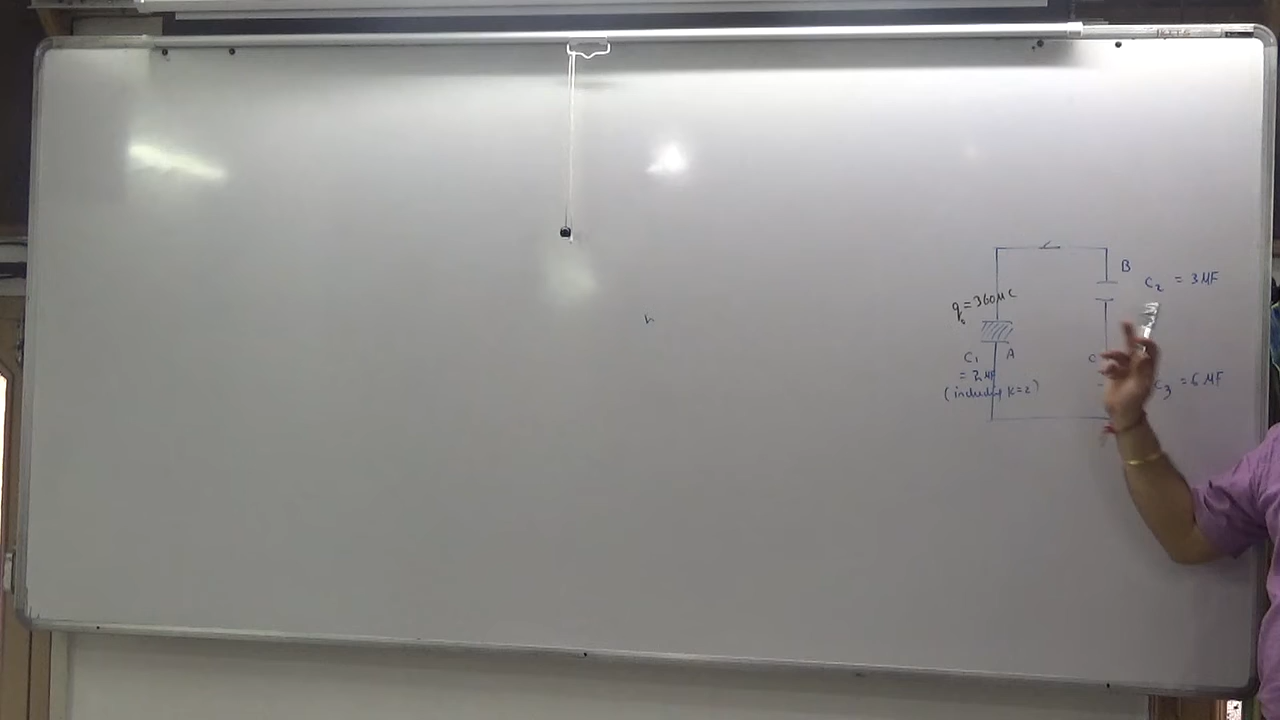 B
C₂ = 3 μF
q₀ = 360 μC
C₁ A
= 2 μF
(including K=2)
C
C₃ = 6 μF